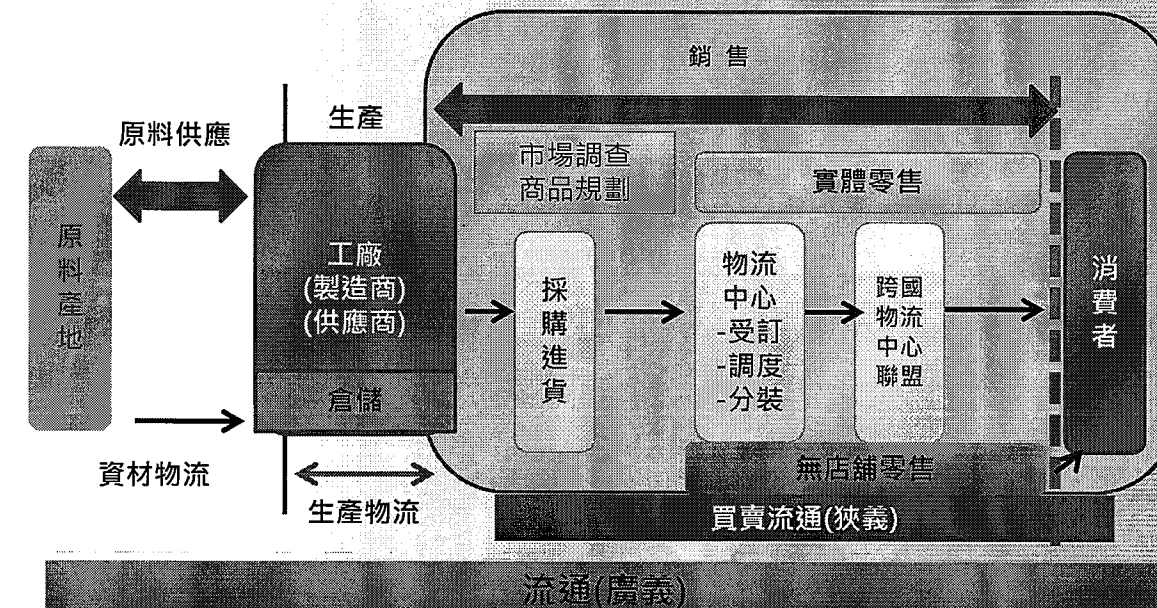 銷 售
生產
原料供應
市場調查
商品規劃
實體零售
原料產地
工廠
(製造商)
(供應商)
倉儲
採購進貨
物流
中心
-受訂
-調度
-分裝
跨國
物流
中心
聯盟
消費者
資材物流
生產物流
無店舖零售
買賣流通(狹義)
流通(廣義)